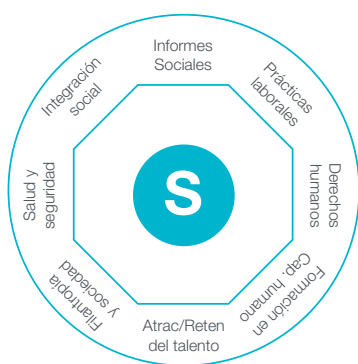 Informes
Sociales
Prácticas
laborales
Derechos
humanos
Formación en
Cap. humano
Atrac/Reten
del talento
Filantropía
y sociedad
Salud y
seguridad
Integración
social
S